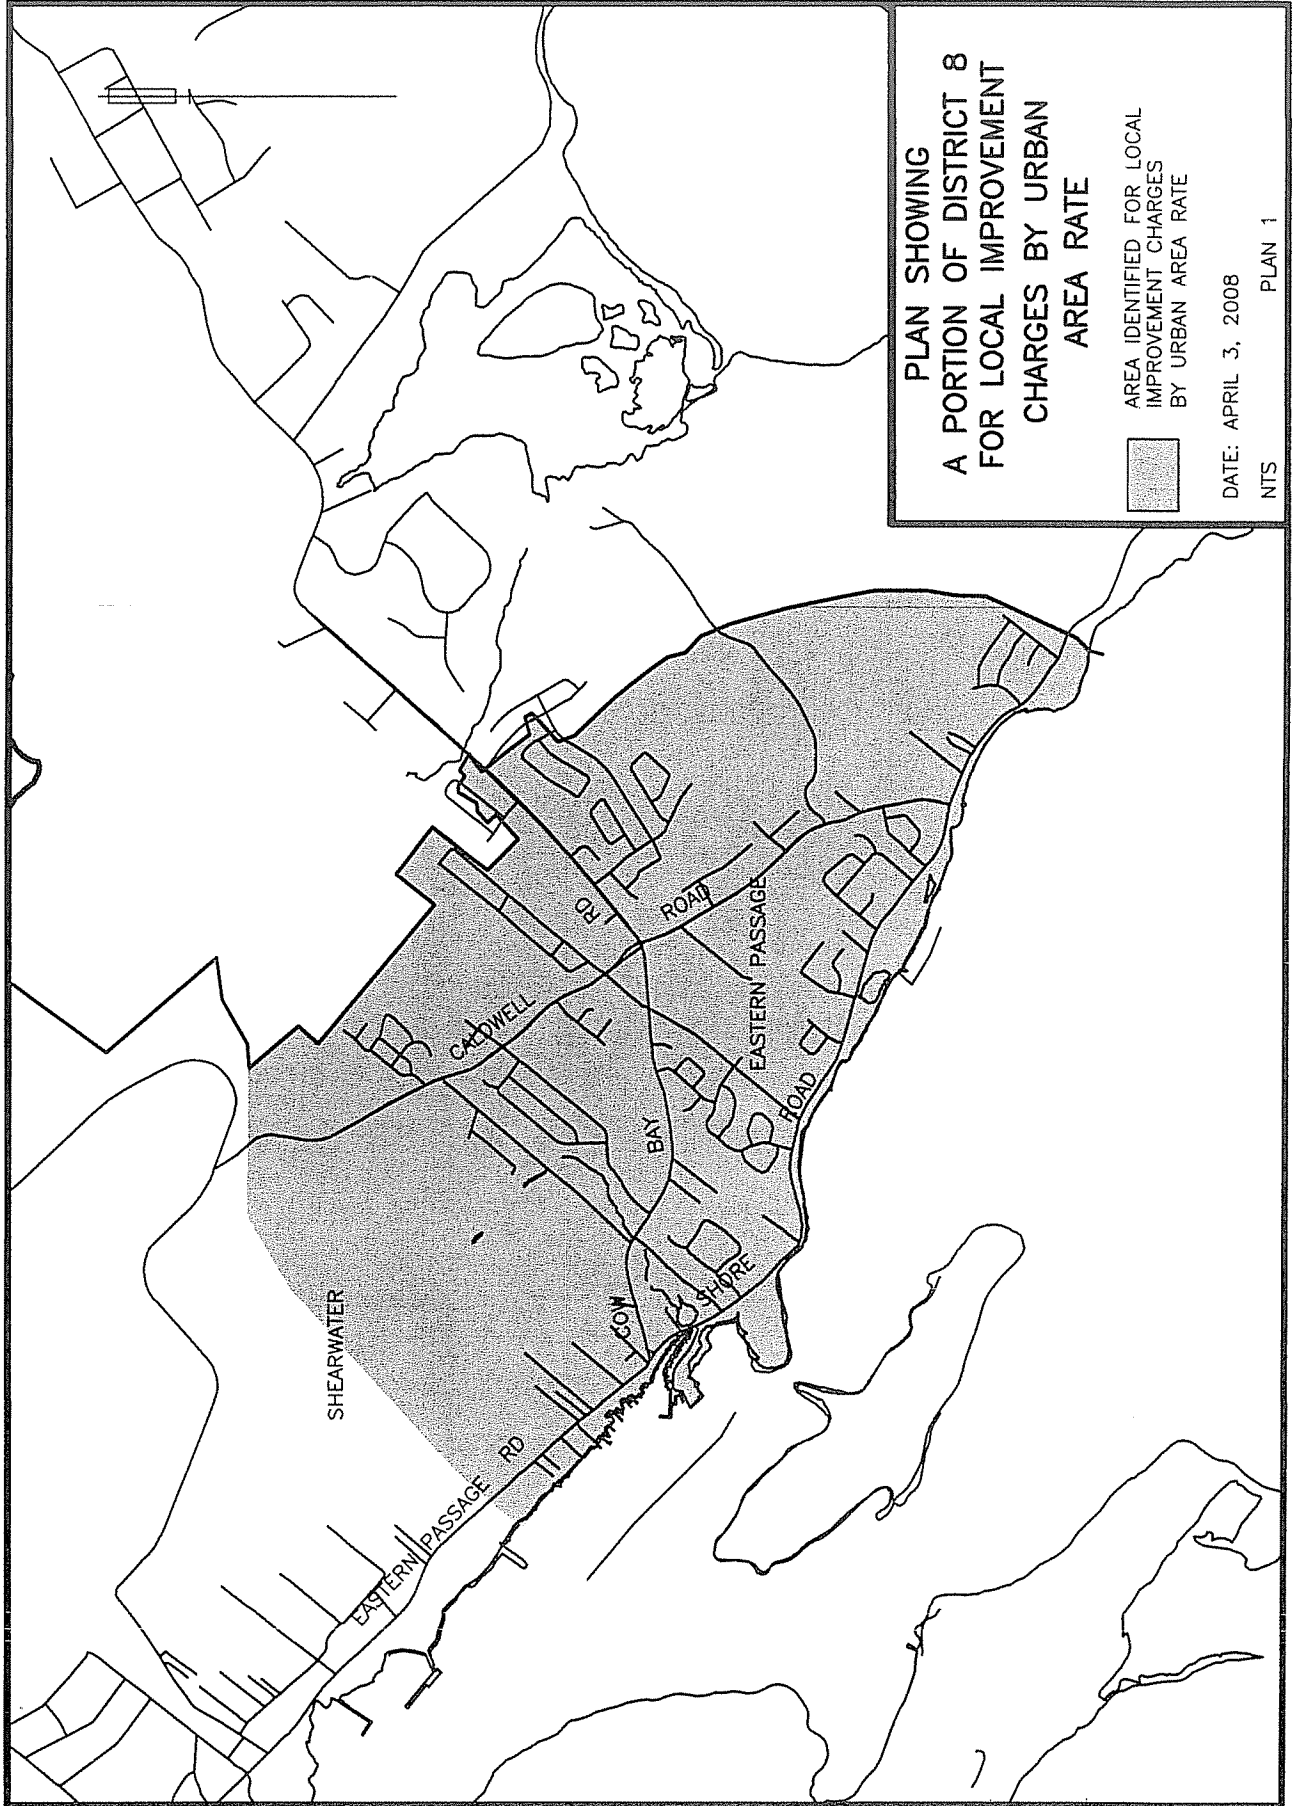 PLAN SHOWING
A PORTION OF DISTRICT 8
FOR LOCAL IMPROVEMENT
CHARGES BY URBAN
AREA RATE
AREA IDENTIFIED FOR LOCAL
IMPROVEMENT CHARGES
BY URBAN AREA RATE
DATE: APRIL 3, 2008
NTS PLAN 1
SHEARWATER
EASTERN PASSAGE RD
CALDWELL ROAD
COW BAY RD
SHORE ROAD
EASTERN PASSAGE